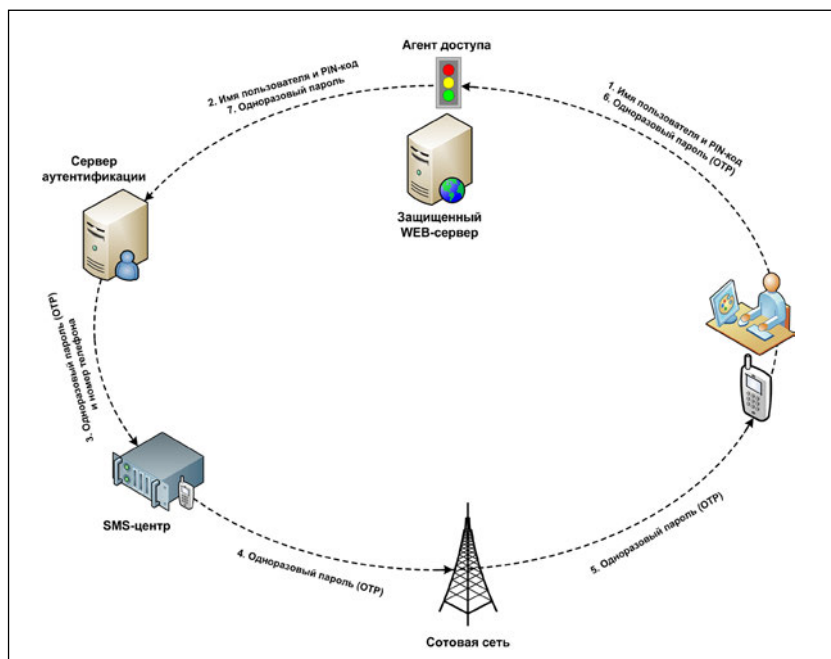 Агент доступа
1. Имя пользователя и PIN-код
6. Одноразовый пароль (OTP)
2. Имя пользователя и PIN-код
7. Одноразовый пароль
Сервер
аутентификации
Защищенный
WEB-сервер
3. Одноразовый пароль (OTP)
и номер телефона
SMS-центр
4. Одноразовый пароль (OTP)
5. Одноразовый пароль (OTP)
Сотовая сеть